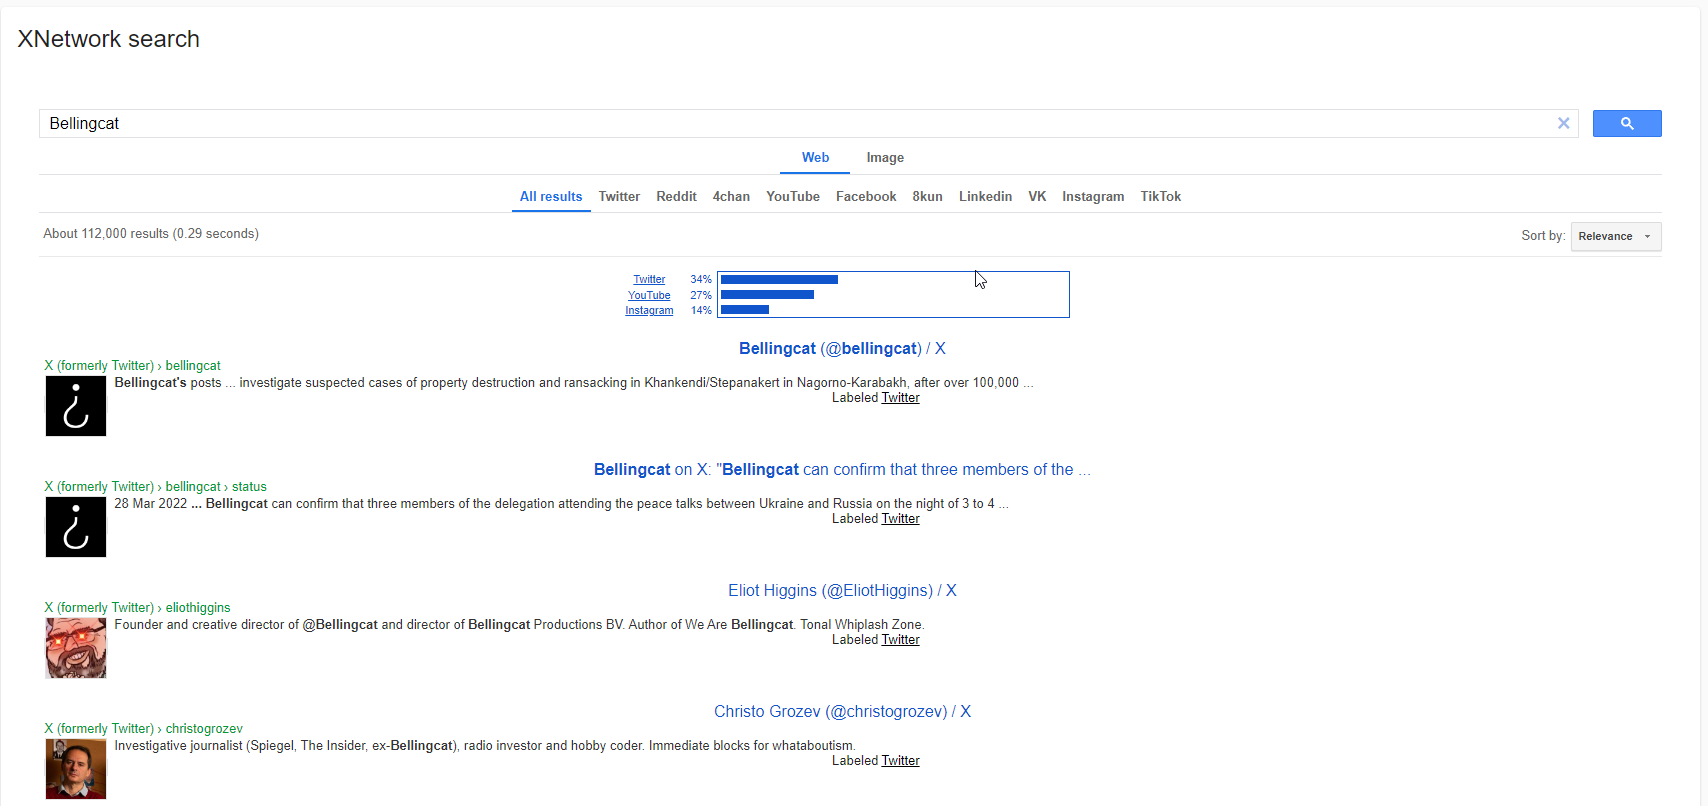 XNetwork search
Bellingcat
Web Image
All results Twitter Reddit 4chan YouTube Facebook 8kun Linkedin VK Instagram TikTok
About 112,000 results (0.29 seconds)
Sort by: Relevance
Twitter 34%
YouTube 27%
Instagram 14%
Bellingcat (@bellingcat) / X
X (formerly Twitter) › bellingcat
Bellingcat's posts ... investigate suspected cases of property destruction and ransacking in Khankendi/Stepanakert in Nagorno-Karabakh, after over 100,000 ...
Labeled Twitter
Bellingcat on X: "Bellingcat can confirm that three members of the ...
X (formerly Twitter) › bellingcat › status
28 Mar 2022 ... Bellingcat can confirm that three members of the delegation attending the peace talks between Ukraine and Russia on the night of 3 to 4 ...
Labeled Twitter
Eliot Higgins (@EliotHiggins) / X
X (formerly Twitter) › eliothiggins
Founder and creative director of @Bellingcat and director of Bellingcat Productions BV. Author of We Are Bellingcat. Tonal Whiplash Zone.
Labeled Twitter
Christo Grozev (@christogrozev) / X
X (formerly Twitter) › christogrozev
Investigative journalist (Spiegel, The Insider, ex-Bellingcat), radio investor and hobby coder. Immediate blocks for whataboutism.
Labeled Twitter